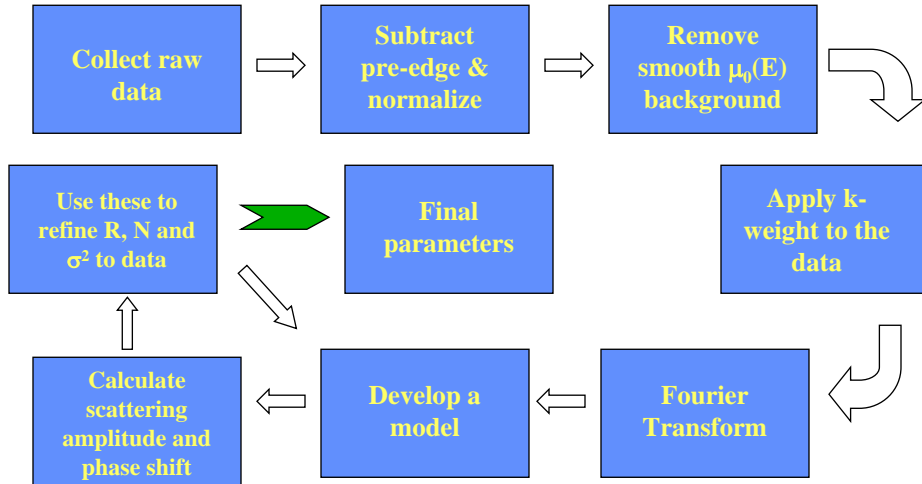 Collect raw
data
Subtract
pre-edge &
normalize
Remove
smooth μ₀(E)
background
Apply k-
weight to the
data
Fourier
Transform
Develop a
model
Calculate
scattering
amplitude and
phase shift
Use these to
refine R, N and
σ² to data
Final
parameters